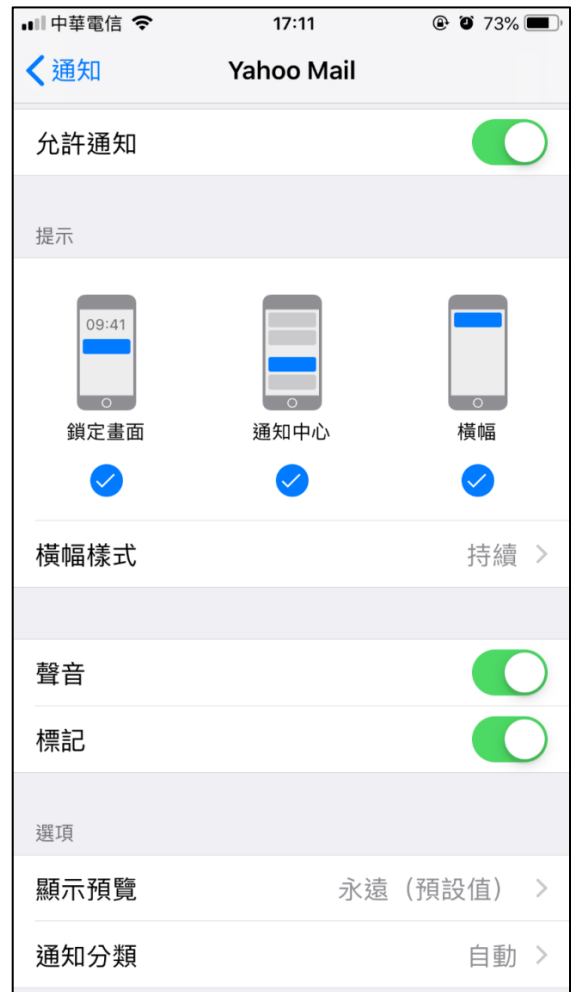 中華電信 17:11 73%
通知 Yahoo Mail
允許通知
提示
09:41
鎖定畫面 通知中心 橫幅
橫幅樣式 持續
聲音
標記
選項
顯示預覽 永遠（預設值）
通知分類 自動